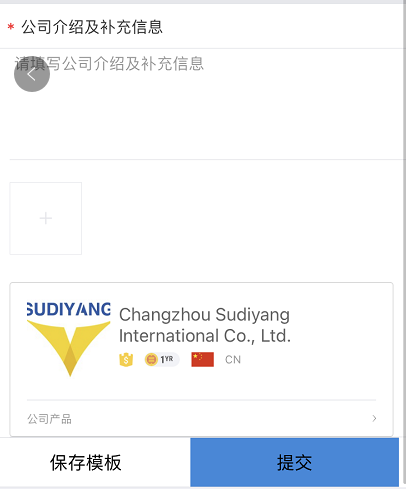 * 公司介绍及补充信息
请填写公司介绍及补充信息
+
SUDIYANG
Changzhou Sudiyang
International Co., Ltd.
$ 1YR CN
公司产品
保存模板 提交